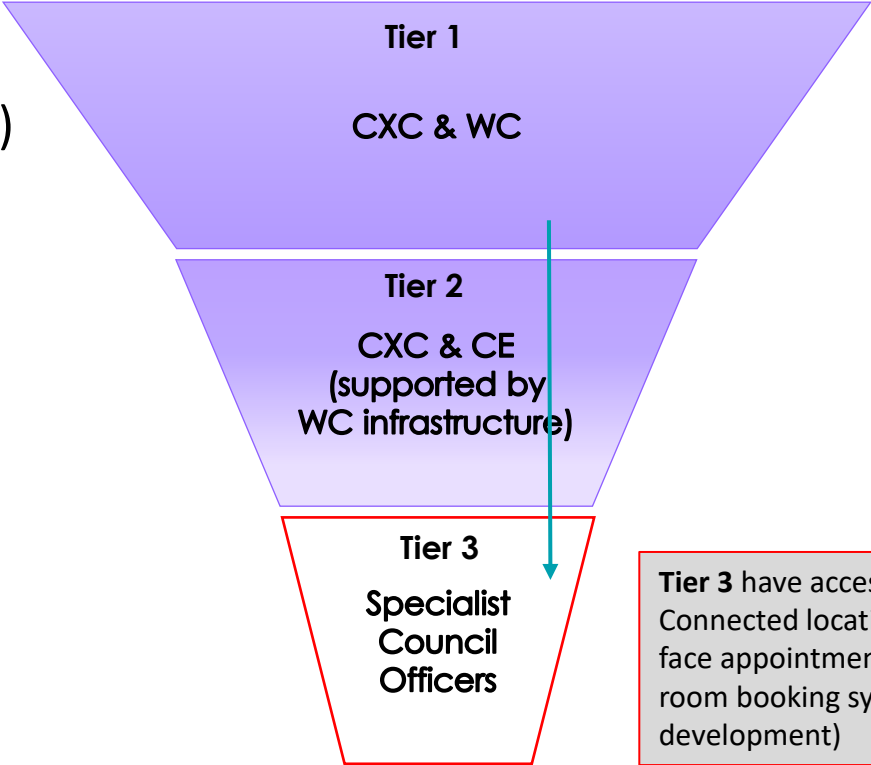 )
Tier 1
CXC & WC
Tier 2
CXC & CE
(supported by
WC infrastructure)
Tier 3
Specialist
Council
Officers
Tier 3 have
Connected
face
room booking
development)